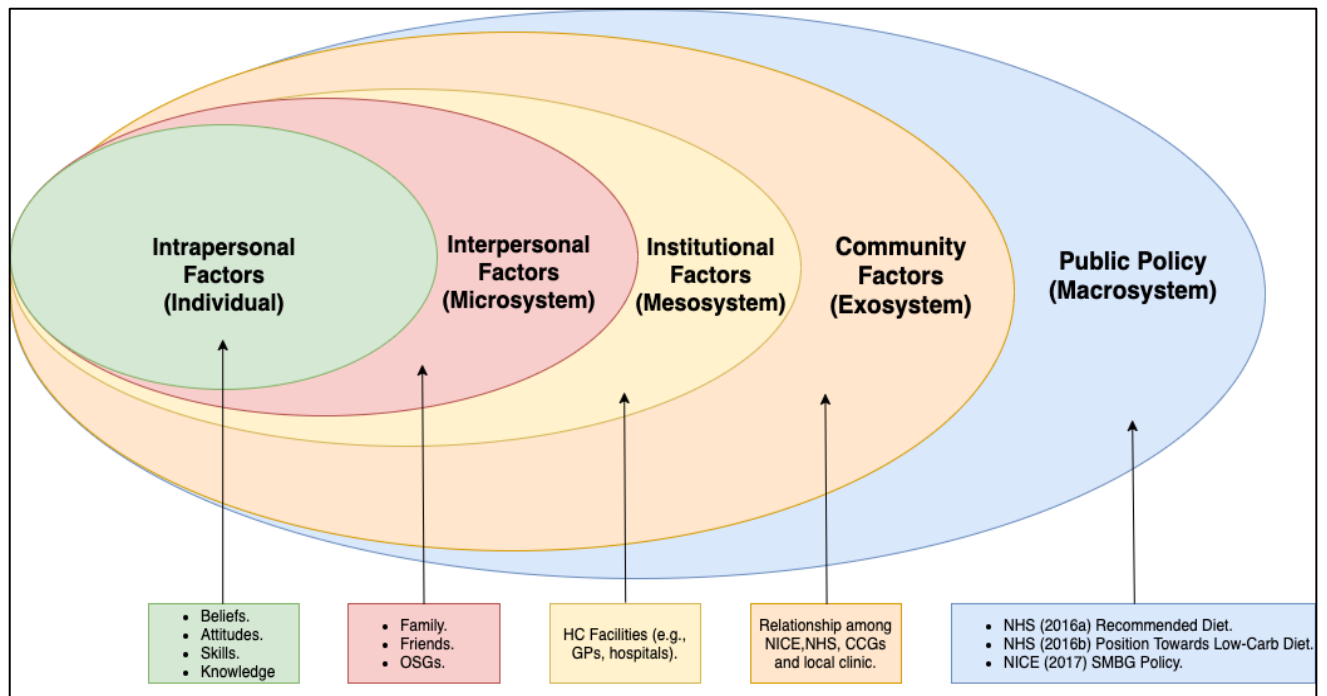 Intrapersonal
Factors
(Individual)
Interpersonal
Factors
(Microsystem)
Institutional
Factors
(Mesosystem)
Community
Factors
(Exosystem)
Public Policy
(Macrosystem)
• Beliefs.
• Attitudes.
• Skills.
• Knowledge
• Family.
• Friends.
• OSGs.
HC Facilities (e.g.,
GPs, hospitals).
Relationship among
NICE,NHS, CCGs
and local clinic.
• NHS (2016a) Recommended Diet.
• NHS (2016b) Position Towards Low-Carb Diet.
• NICE (2017) SMBG Policy.